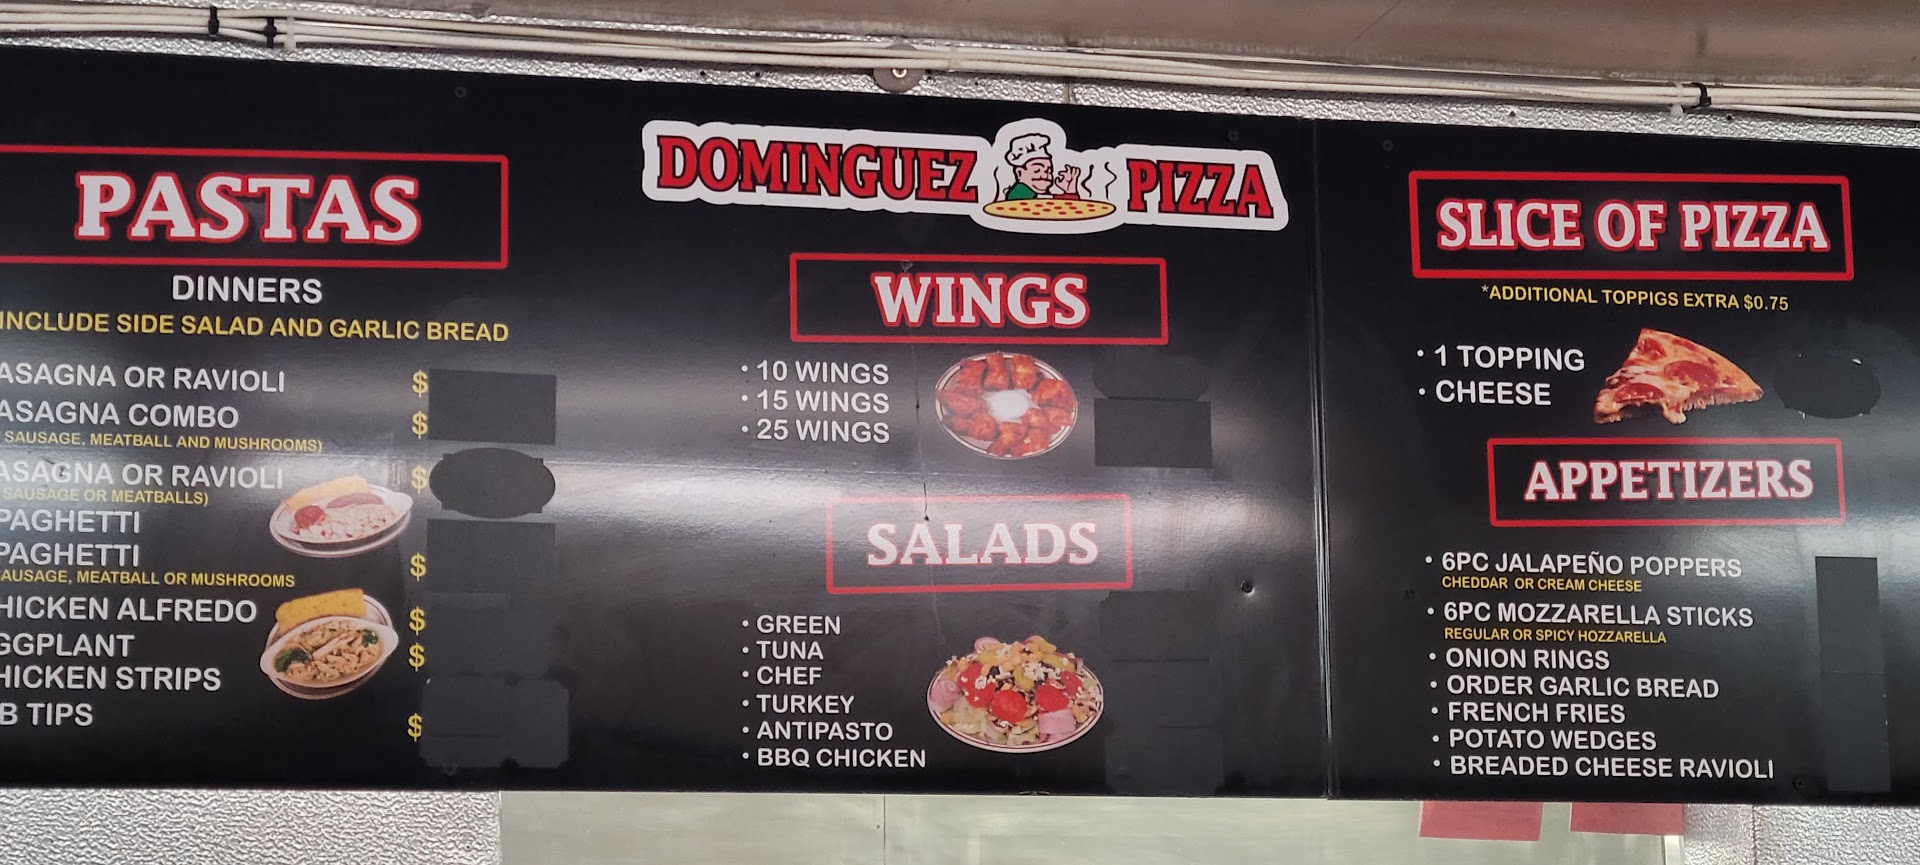 PASTAS
DINNERS
INCLUDE SIDE SALAD AND GARLIC BREAD
ASAGNA OR RAVIOLI $
ASAGNA COMBO $
SAUSAGE, MEATBALL AND MUSHROOMS)
ASAGNA OR RAVIOLI $
SAUSAGE OR MEATBALLS)
PAGHETTI
PAGHETTI $
AUSAGE, MEATBALL OR MUSHROOMS
HICKEN ALFREDO $
GGPLANT $
HICKEN STRIPS
B TIPS $
DOMINGUEZ PIZZA
WINGS
• 10 WINGS
• 15 WINGS
• 25 WINGS
SALADS
• GREEN
• TUNA
• CHEF
• TURKEY
• ANTIPASTO
• BBQ CHICKEN
SLICE OF PIZZA
*ADDITIONAL TOPPIGS EXTRA $0.75
• 1 TOPPING
• CHEESE
APPETIZERS
• 6PC JALAPEÑO POPPERS
CHEDDAR OR CREAM CHEESE
• 6PC MOZZARELLA STICKS
REGULAR OR SPICY HOZZARELLA
• ONION RINGS
• ORDER GARLIC BREAD
• FRENCH FRIES
• POTATO WEDGES
• BREADED CHEESE RAVIOLI